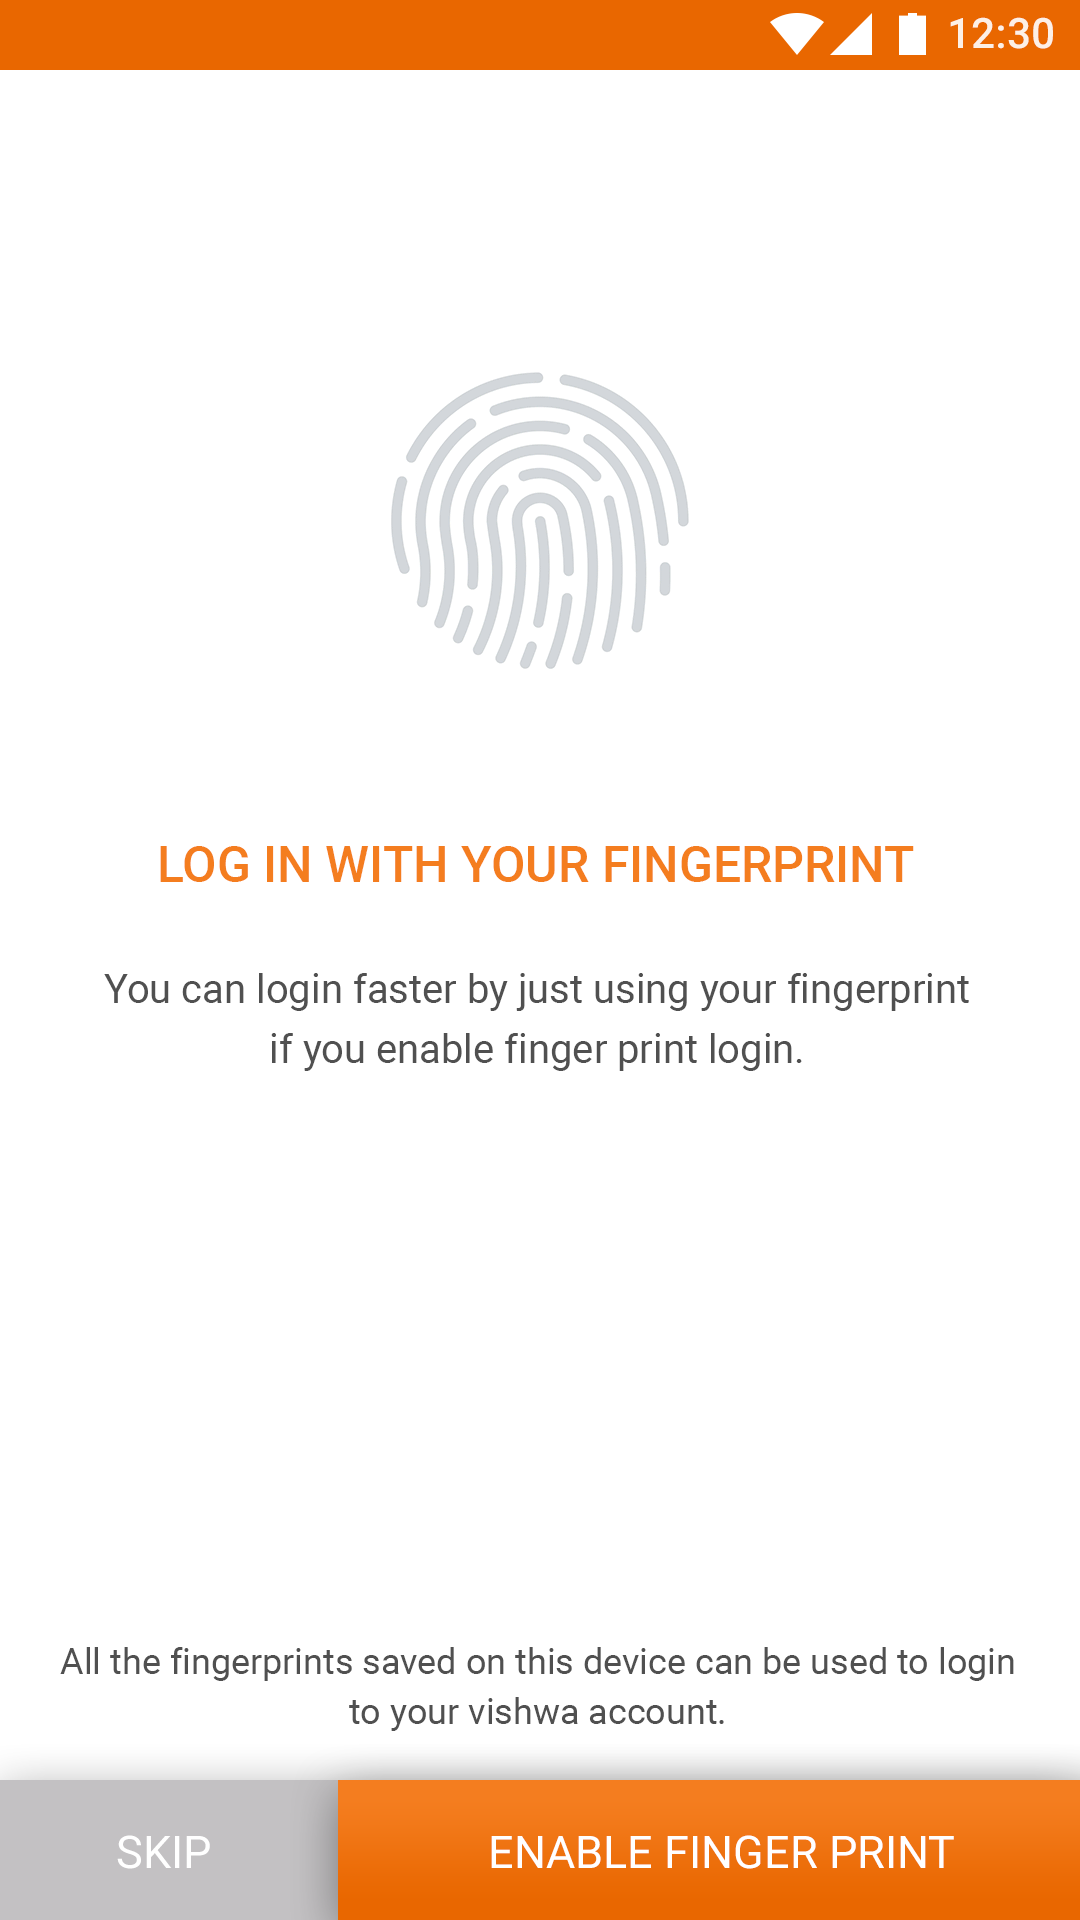 12:30
LOG IN WITH YOUR FINGERPRINT
You can login faster by just using your fingerprint
if you enable finger print login.
All the fingerprints saved on this device can be used to login
to your vishwa account.
SKIP
ENABLE FINGER PRINT